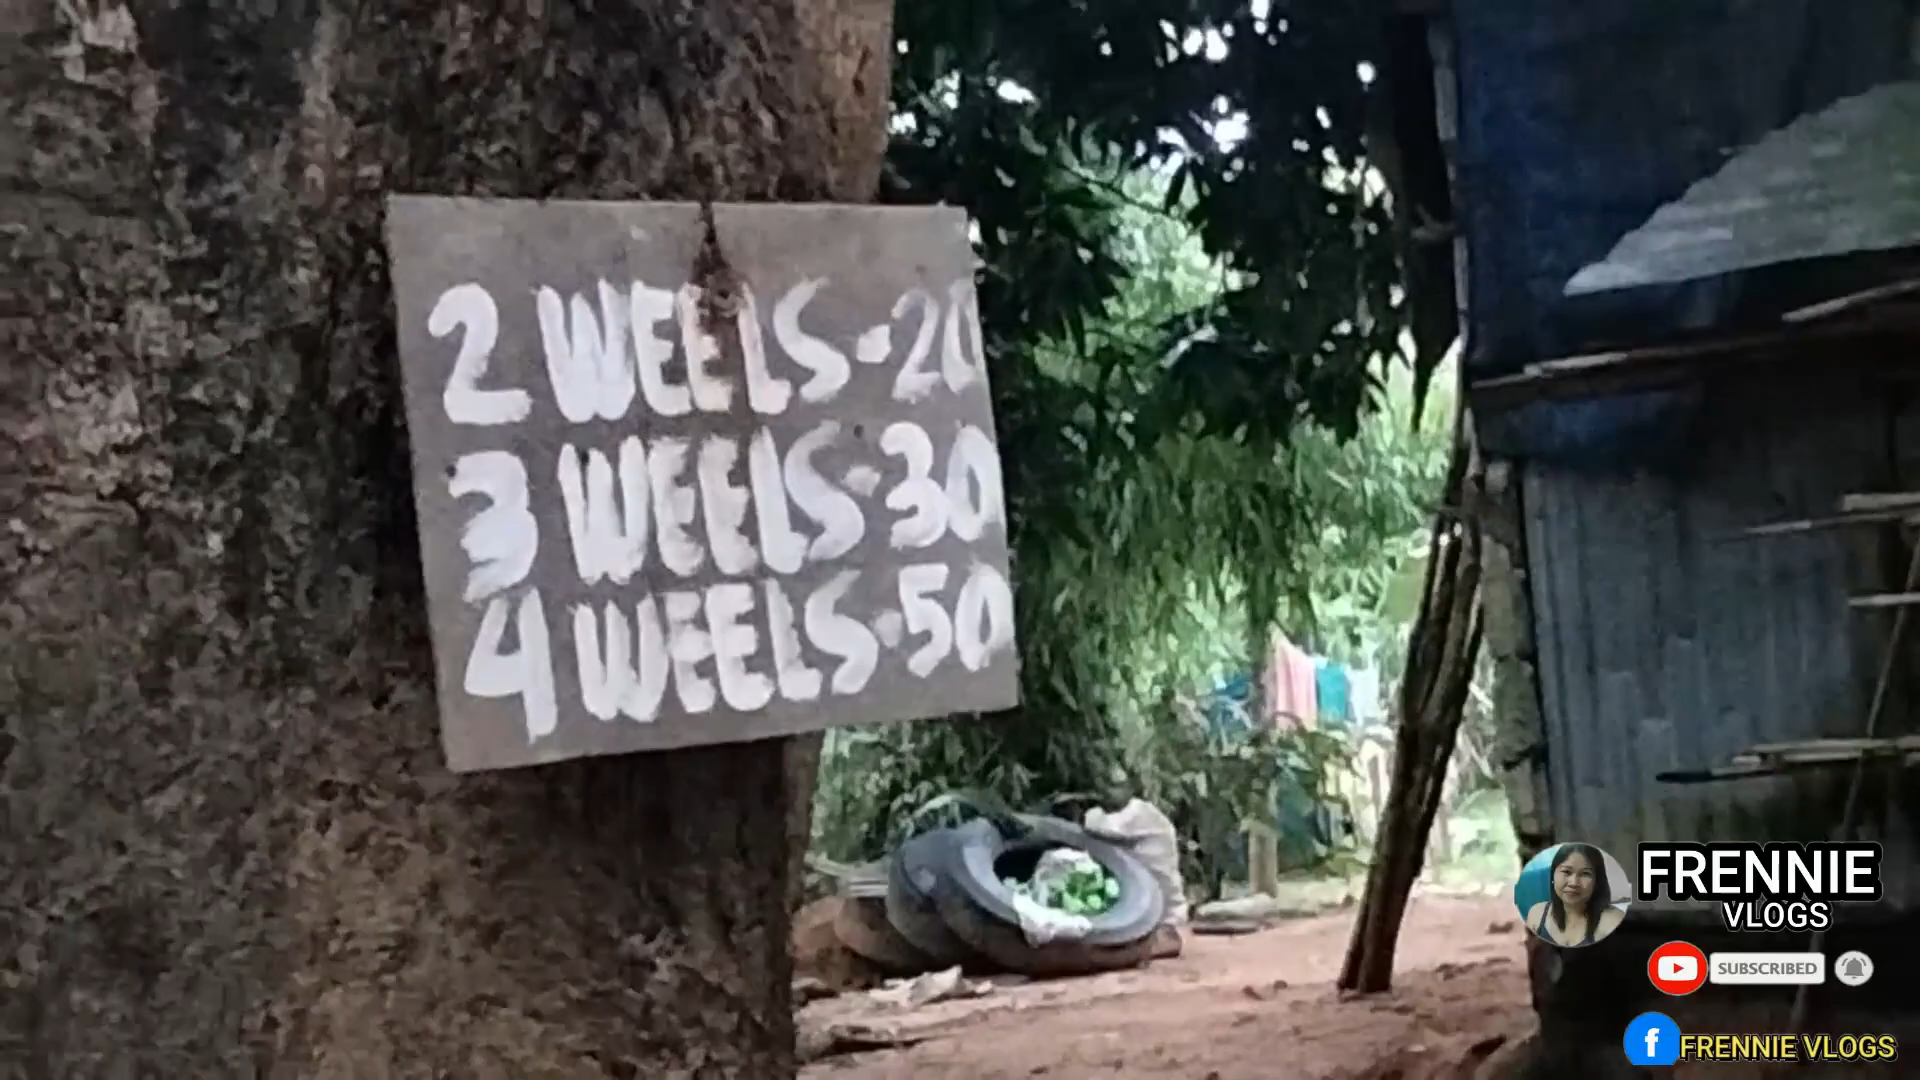 2 WEELS-20
3 WEELS-30
4 WEELS-50
FRENNIE
VLOGS
SUBSCRIBED
f FRENNIE VLOGS